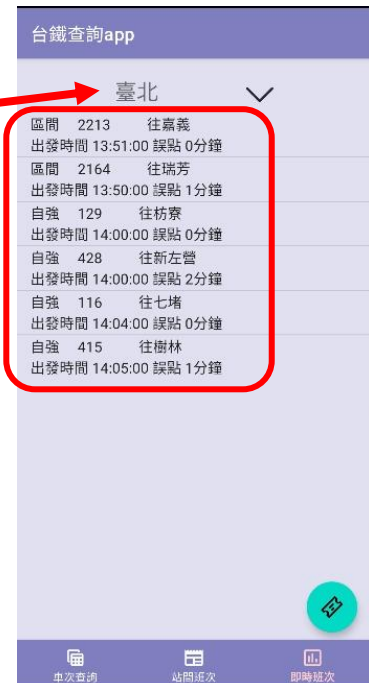 台鐵查詢app
臺北
區間 2213 往嘉義
出發時間 13:51:00 誤點 0分鐘
區間 2164 往瑞芳
出發時間 13:50:00 誤點 1分鐘
自強 129 往枋寮
出發時間 14:00:00 誤點 0分鐘
自強 428 往新左營
出發時間 14:00:00 誤點 2分鐘
自強 116 往七堵
出發時間 14:04:00 誤點 0分鐘
自強 415 往樹林
出發時間 14:05:00 誤點 1分鐘
車次查詢 站間班次 即時班次